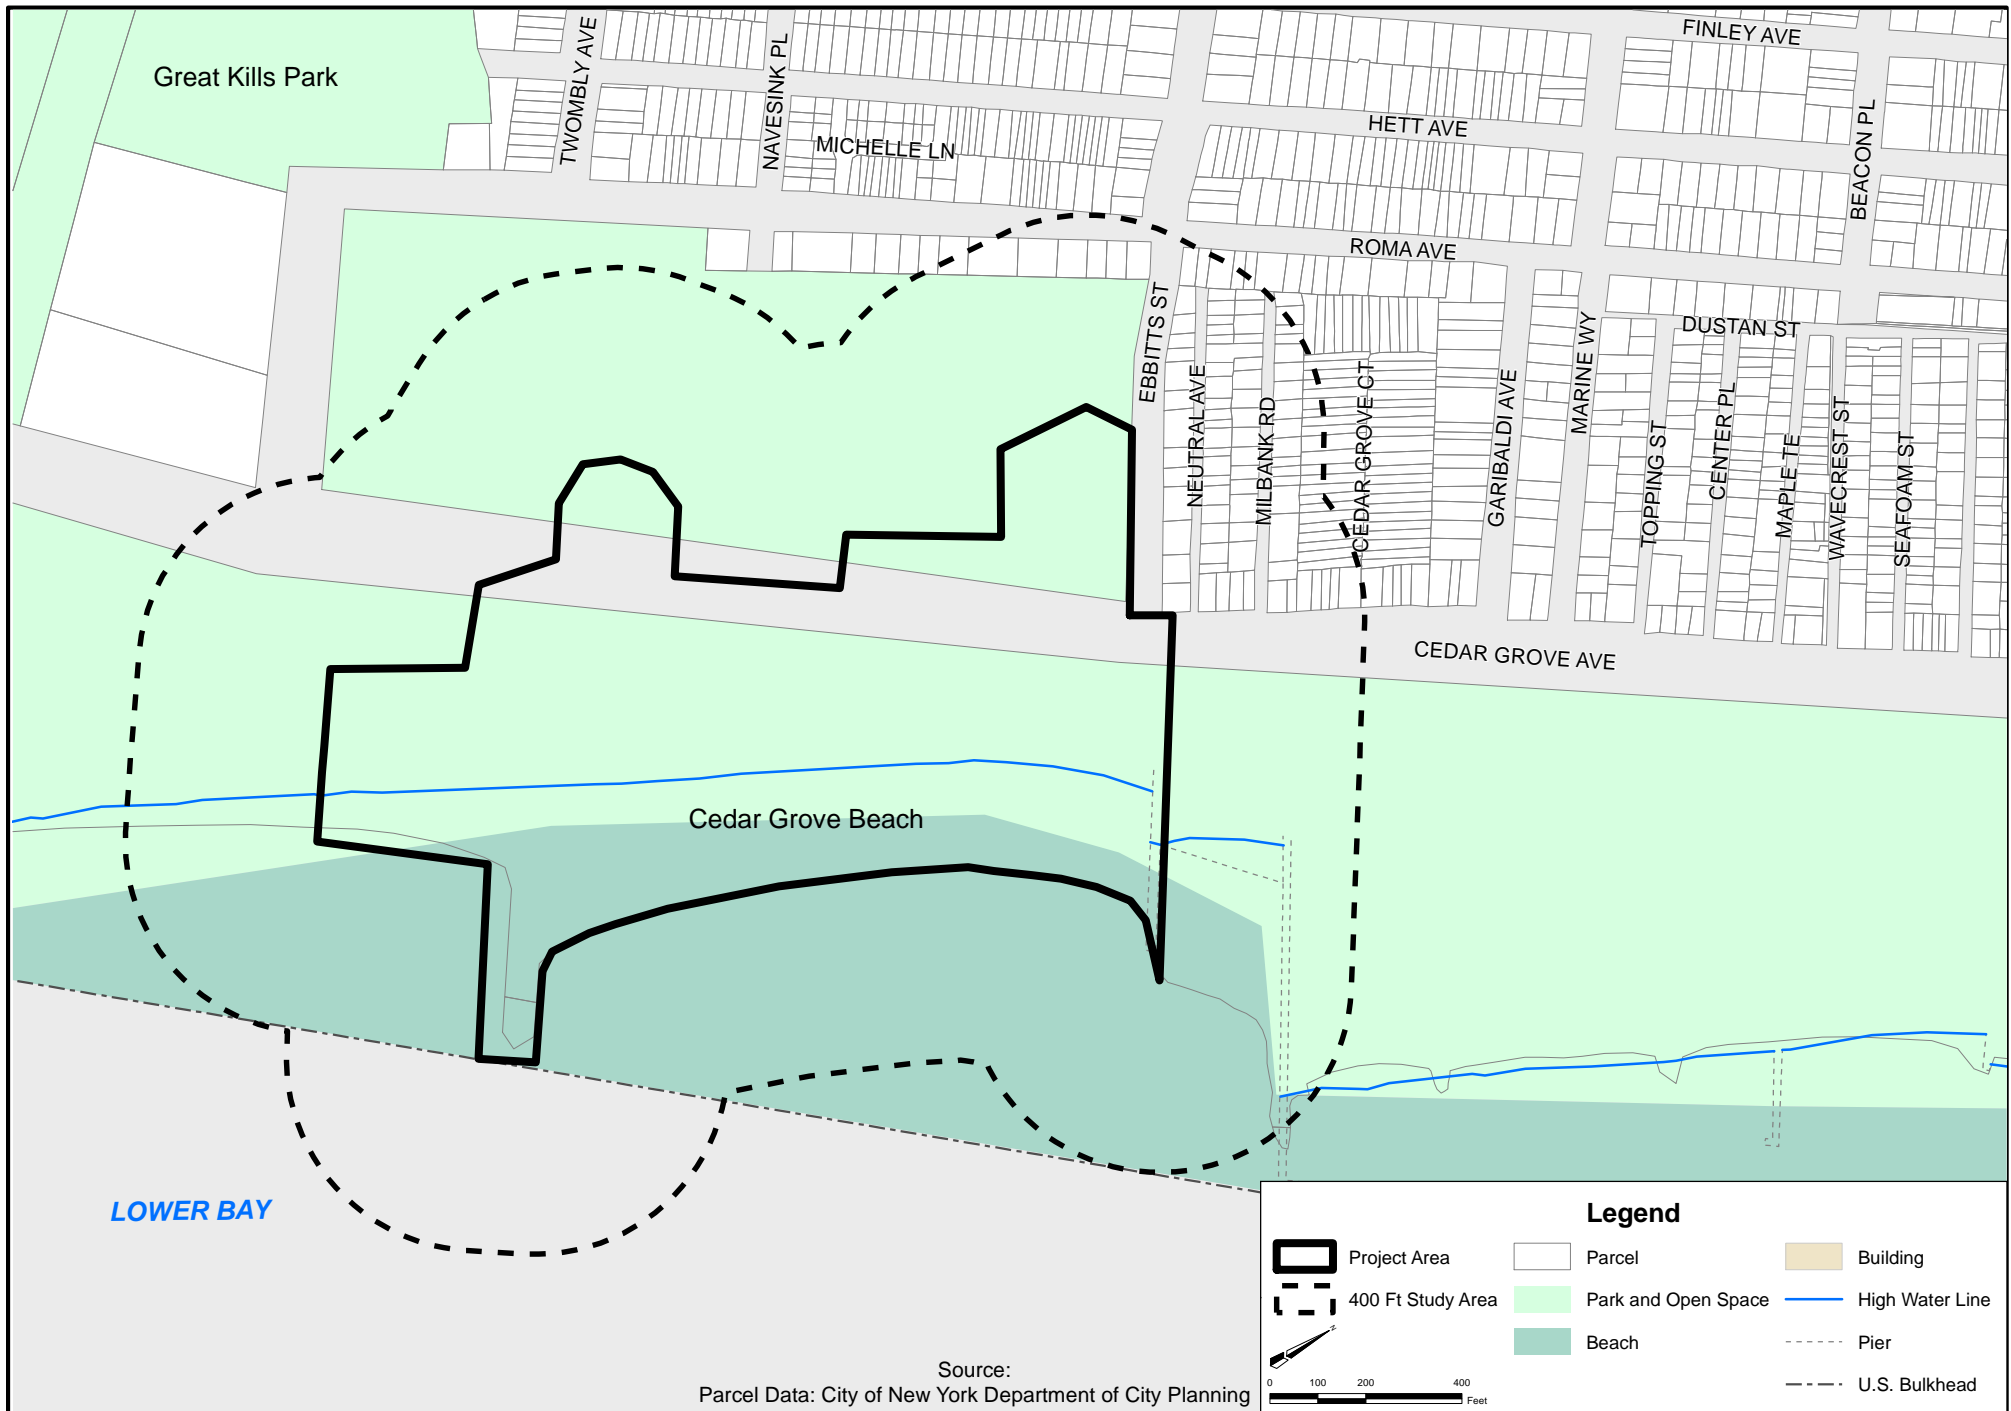 FINLEY AVE
Great Kills Park
TWOMBLY AVE
NAVESINK PL
MICHELLE LN
HETT AVE
BEACON PL
ROMA AVE
EBBITTS ST
DUSTAN ST
NEUTRAL AVE
MILBANK RD
CEDAR GROVE CT
GARIBALDI AVE
MARINE WY
TOPPING ST
CENTER PL
MAPLE TE
WAVECREST ST
SEAFOAM ST
CEDAR GROVE AVE
Cedar Grove Beach
LOWER BAY
Legend
Project Area
Parcel
Building
400 Ft Study Area
Park and Open Space
High Water Line
N
Beach
Pier
0 100 200 400
Feet
U.S. Bulkhead
Source:
Parcel Data: City of New York Department of City Planning